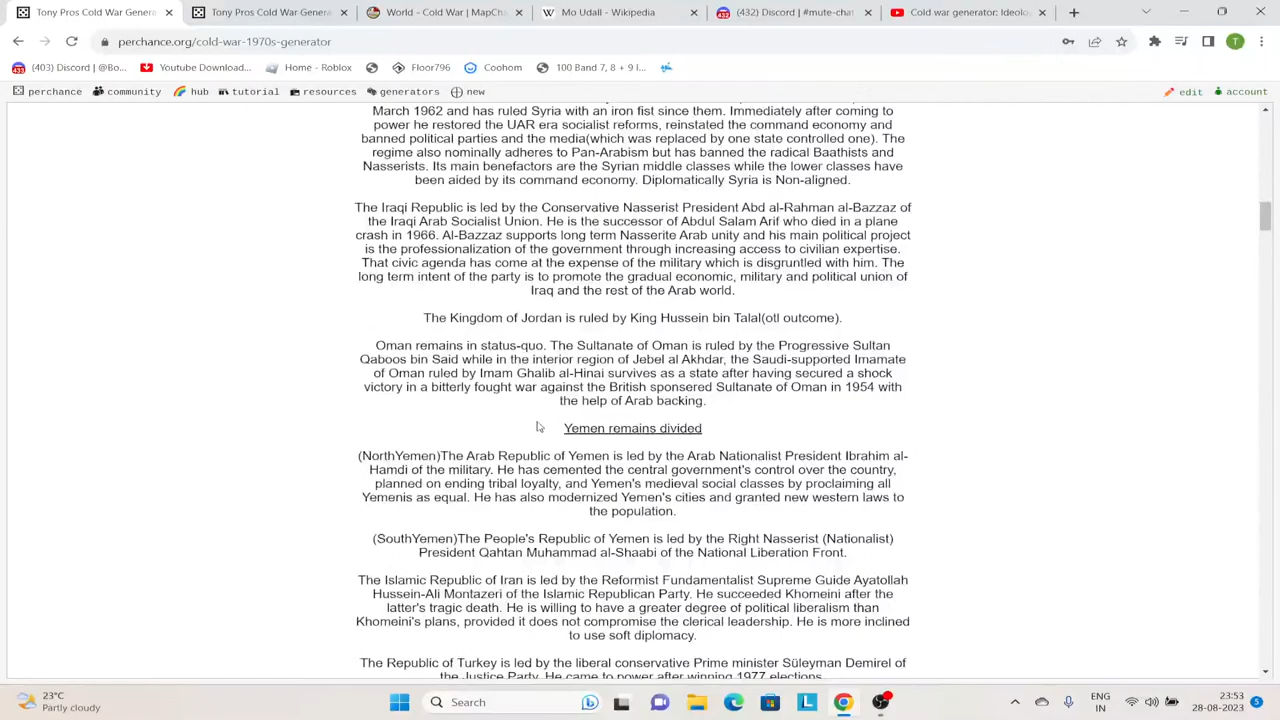 Tony Pros Cold War Genera
Tony Pros Cold War Genera
World - Cold War | MapCha
Mo Udall - Wikipedia
(432) Discord | #mute-chat
Cold war generator: Ideolo
perchance.org/cold-war-1970s-generator
T
(403) Discord | @Bo...
Youtube Download...
Home - Roblox
Floor796
Coohom
100 Band 7, 8 + 9 I...
perchance
community
hub
tutorial
resources
generators
new
edit
account
March 1962 and has ruled Syria with an iron fist since them. Immediately after coming to
power he restored the UAR era socialist reforms, reinstated the command economy and
banned political parties and the media(which was replaced by one state controlled one). The
regime also nominally adheres to Pan-Arabism but has banned the radical Baathists and
Nasserists. Its main benefactors are the Syrian middle classes while the lower classes have
been aided by its command economy. Diplomatically Syria is Non-aligned.
The Iraqi Republic is led by the Conservative Nasserist President Abd al-Rahman al-Bazzaz of
the Iraqi Arab Socialist Union. He is the successor of Abdul Salam Arif who died in a plane
crash in 1966. Al-Bazzaz supports long term Nasserite Arab unity and his main political project
is the professionalization of the government through increasing access to civilian expertise.
That civic agenda has come at the expense of the military which is disgruntled with him. The
long term intent of the party is to promote the gradual economic, military and political union of
Iraq and the rest of the Arab world.
The Kingdom of Jordan is ruled by King Hussein bin Talal(otl outcome).
Oman remains in status-quo. The Sultanate of Oman is ruled by the Progressive Sultan
Qaboos bin Said while in the interior region of Jebel al Akhdar, the Saudi-supported Imamate
of Oman ruled by Imam Ghalib al-Hinai survives as a state after having secured a shock
victory in a bitterly fought war against the British sponsered Sultanate of Oman in 1954 with
the help of Arab backing.
Yemen remains divided
(NorthYemen)The Arab Republic of Yemen is led by the Arab Nationalist President Ibrahim al-
Hamdi of the military. He has cemented the central government's control over the country,
planned on ending tribal loyalty, and Yemen's medieval social classes by proclaiming all
Yemenis as equal. He has also modernized Yemen's cities and granted new western laws to
the population.
(SouthYemen)The People's Republic of Yemen is led by the Right Nasserist (Nationalist)
President Qahtan Muhammad al-Shaabi of the National Liberation Front.
The Islamic Republic of Iran is led by the Reformist Fundamentalist Supreme Guide Ayatollah
Hussein-Ali Montazeri of the Islamic Republican Party. He succeeded Khomeini after the
latter's tragic death. He is willing to have a greater degree of political liberalism than
Khomeini's plans, provided it does not compromise the clerical leadership. He is more inclined
to use soft diplomacy.
The Republic of Turkey is led by the liberal conservative Prime minister Süleyman Demirel of
the Justice Party. He came to power after winning 1977 elections.
23°C
Partly cloudy
Search
ENG
IN
23:53
28-08-2023
5